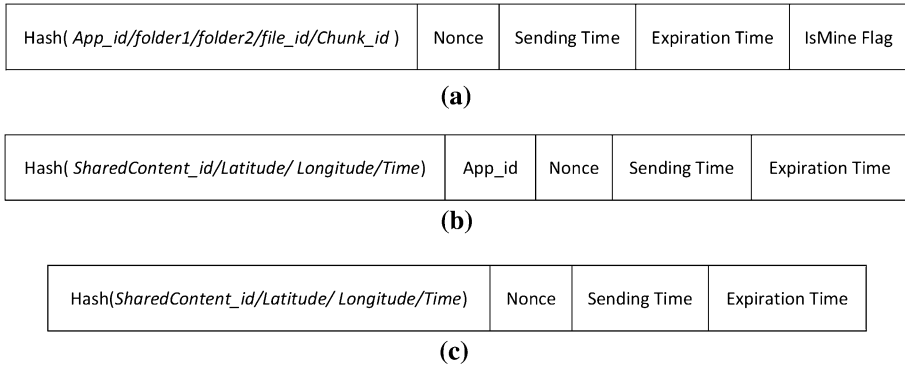 Hash( App_id/folder1/folder2/file_id/Chunk_id ) Nonce Sending Time Expiration Time IsMine Flag
(a)
Hash( SharedContent_id/Latitude/ Longitude/Time) App_id Nonce Sending Time Expiration Time
(b)
Hash(SharedContent_id/Latitude/ Longitude/Time) Nonce Sending Time Expiration Time
(c)